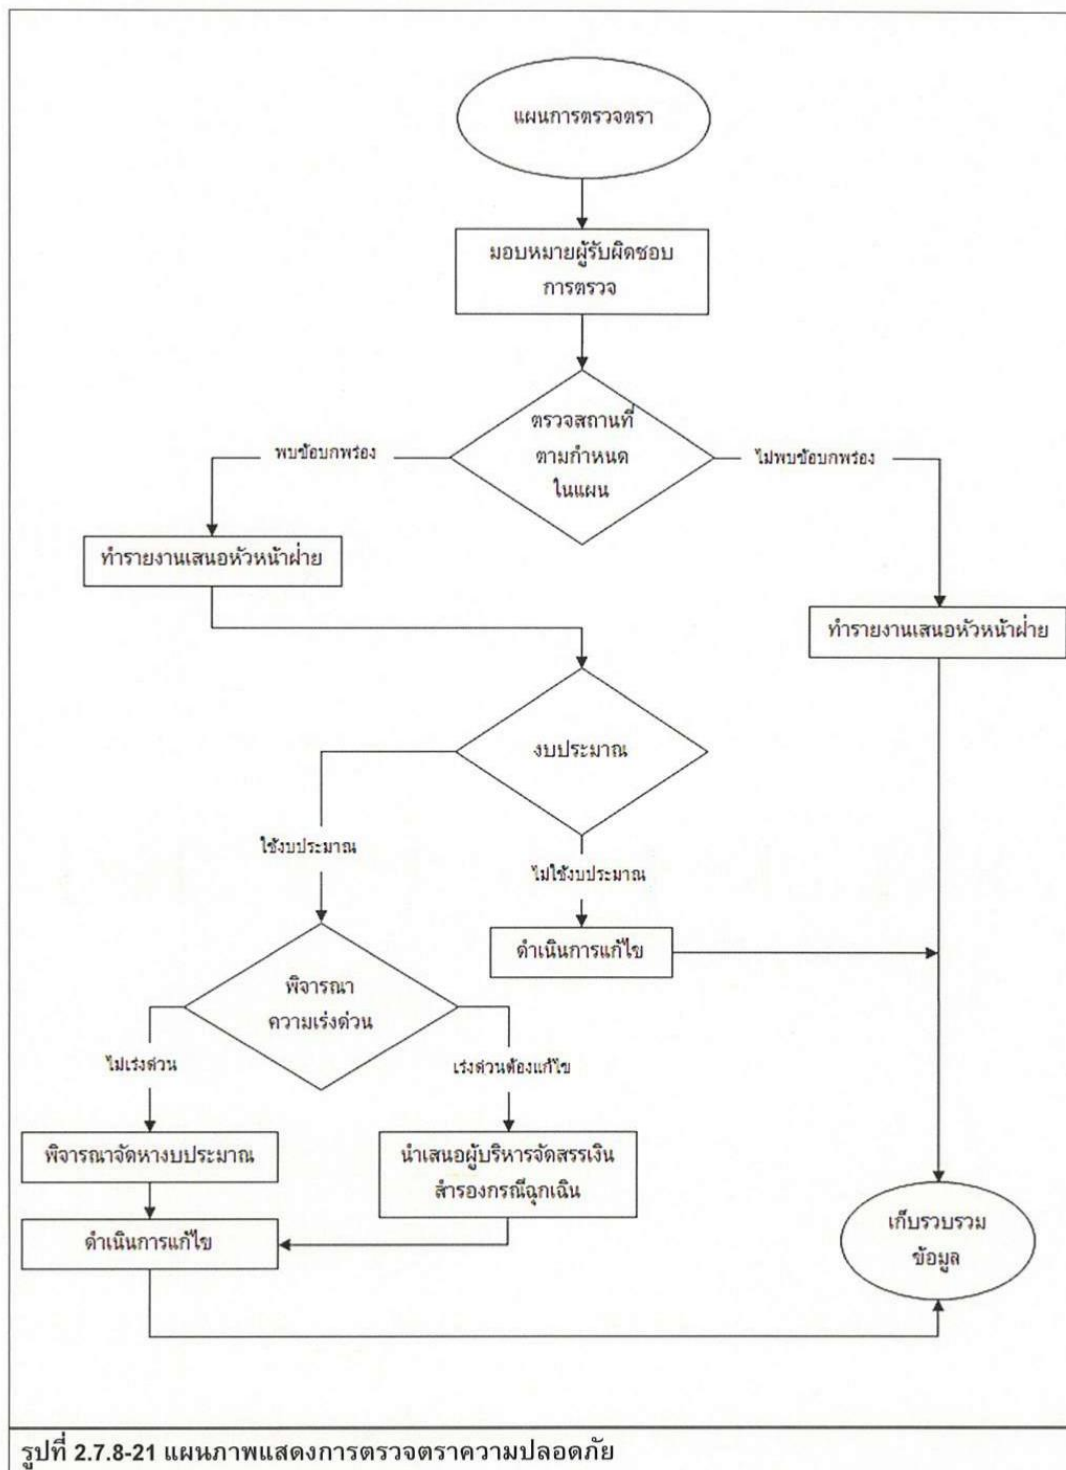 แผนการตรวจตรา
มอบหมายผู้รับผิดชอบ
การตรวจ
ตรวจสถานที่
ตามกำหนด
ในแผน
พบข้อบกพร่อง
ไม่พบข้อบกพร่อง
ทำรายงานเสนอหัวหน้าฝ่าย
ทำรายงานเสนอหัวหน้าฝ่าย
งบประมาณ
ใช้งบประมาณ
ไม่ใช้งบประมาณ
ดำเนินการแก้ไข
พิจารณา
ความเร่งด่วน
ไม่เร่งด่วน
เร่งด่วนต้องแก้ไข
พิจารณาจัดหางบประมาณ
นำเสนอผู้บริหารจัดสรรเงิน
สำรองกรณีฉุกเฉิน
ดำเนินการแก้ไข
เก็บรวบรวม
ข้อมูล
รูปที่ 2.7.8-21 แผนภาพแสดงการตรวจตราความปลอดภัย